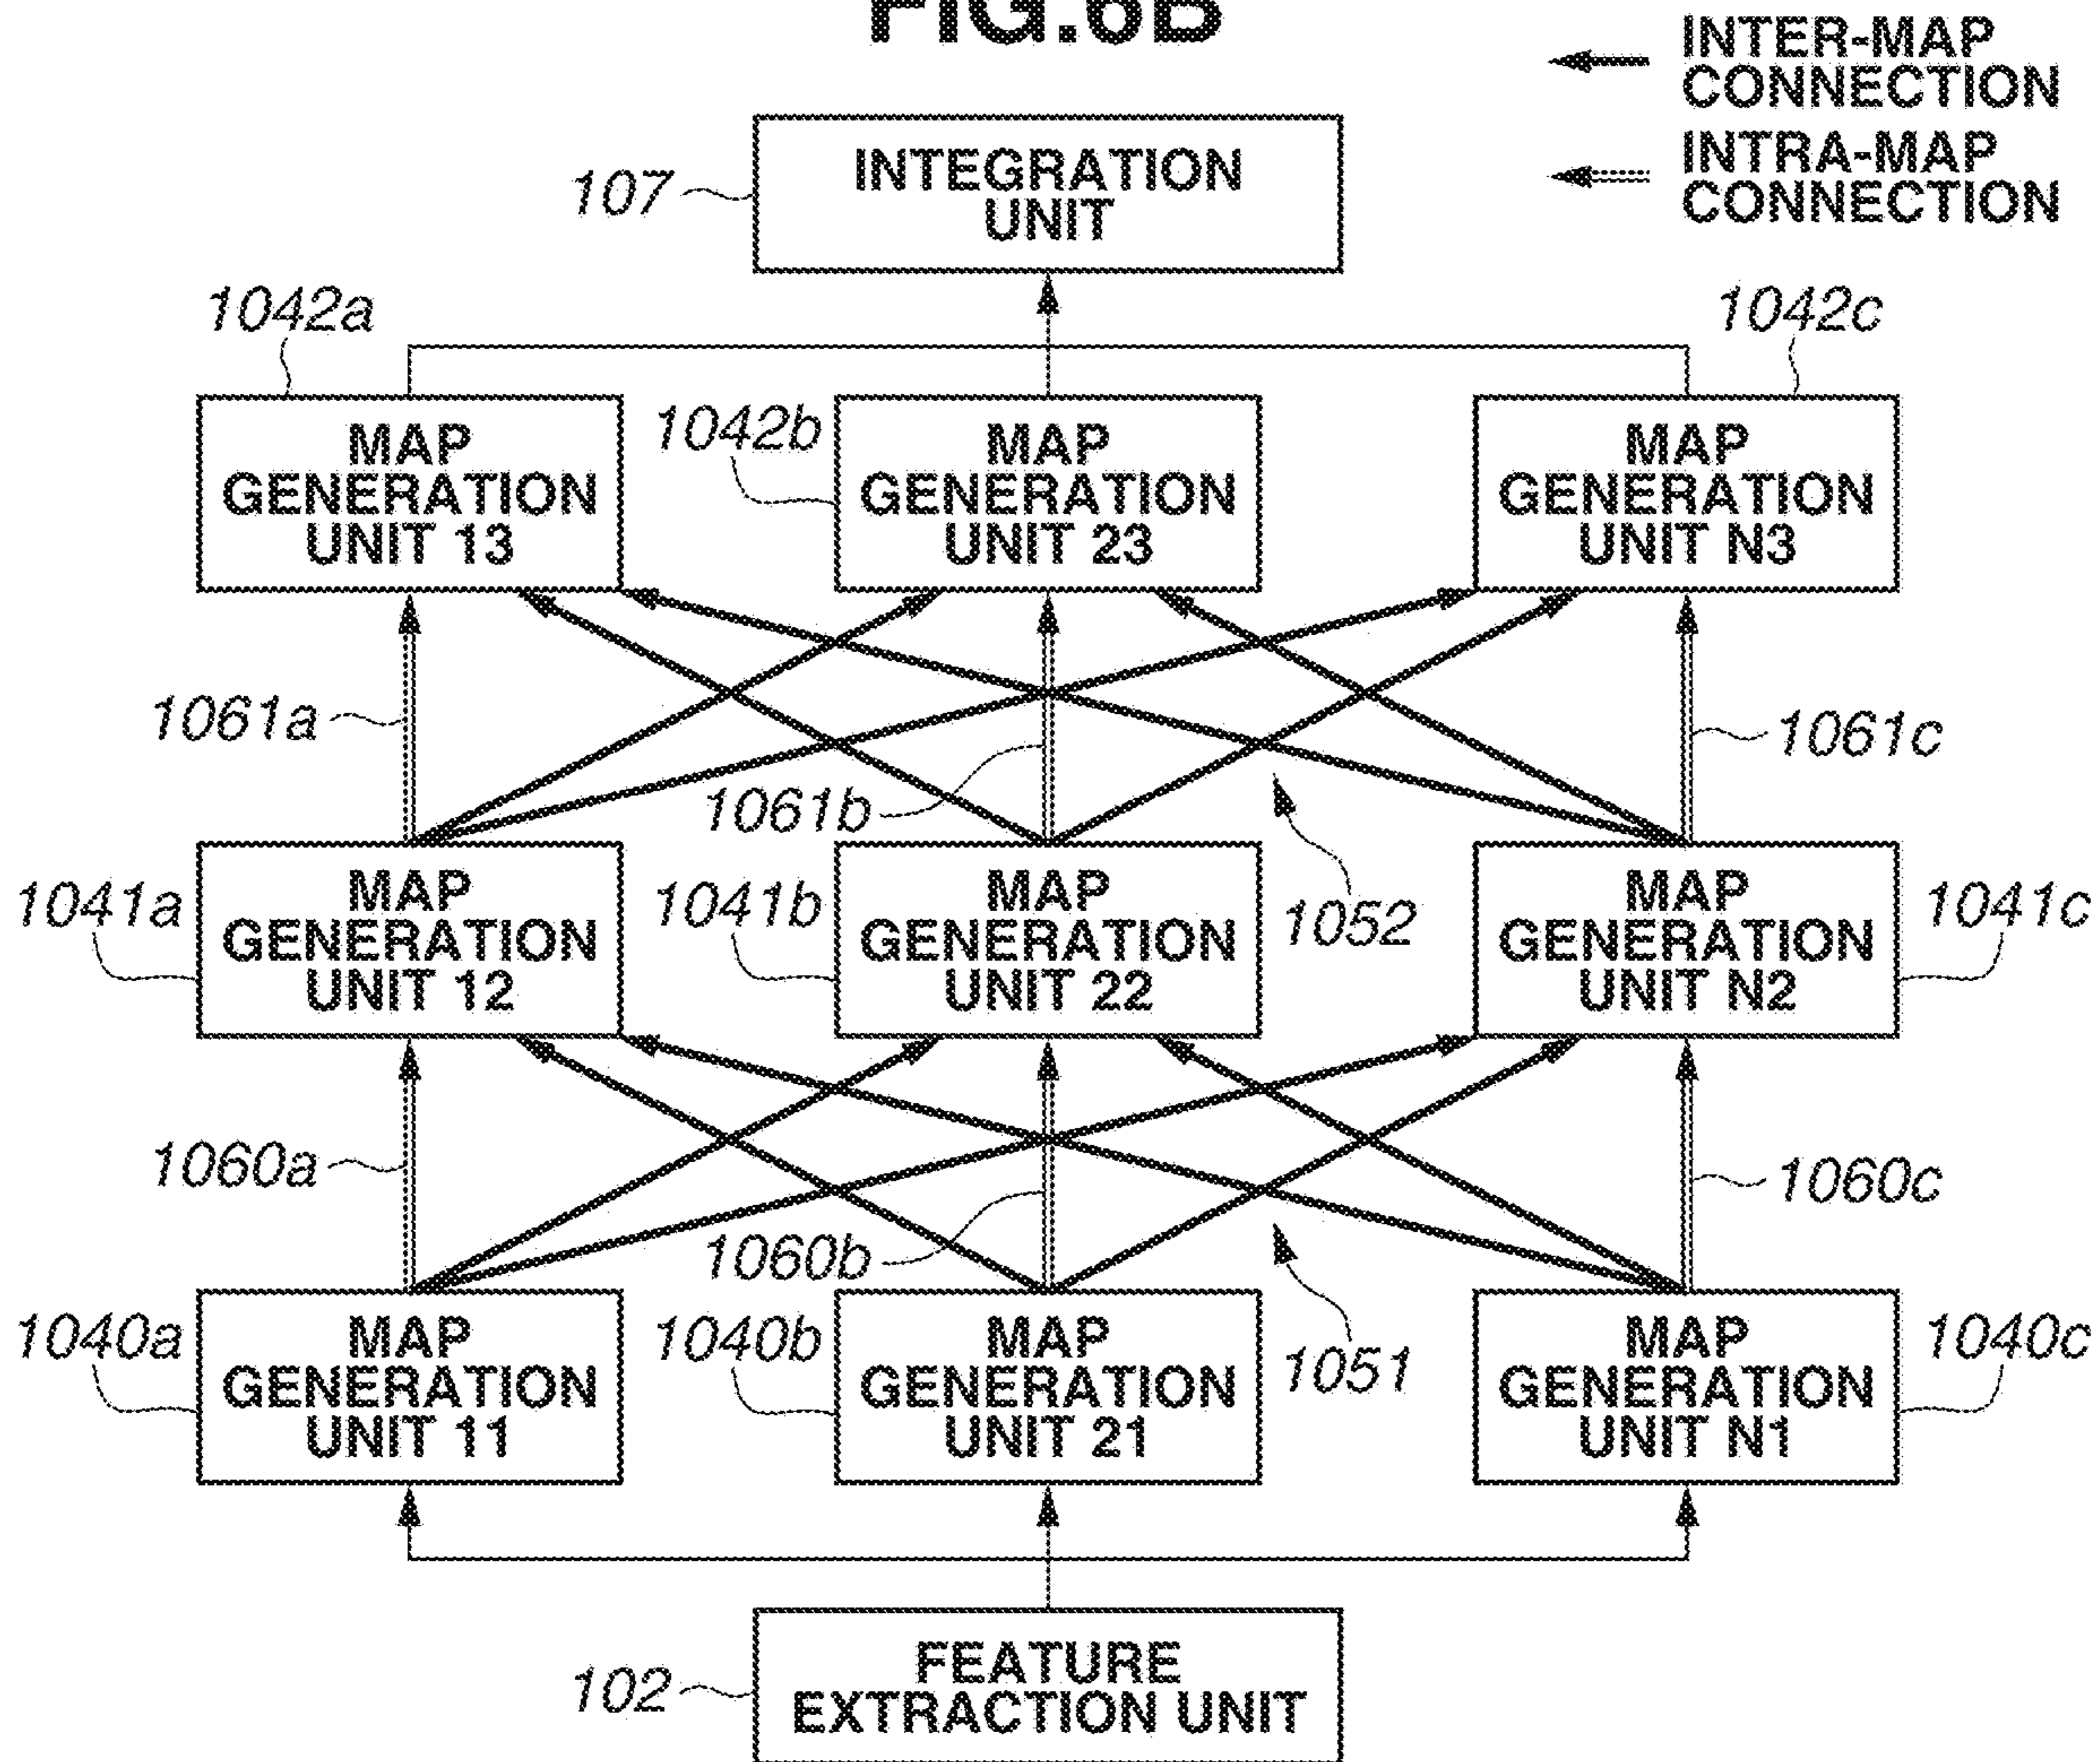 FIG.6B
INTER-MAP
CONNECTION
INTRA-MAP
CONNECTION
107
INTEGRATION
UNIT
1042a
1042c
MAP
GENERATION
UNIT 13
1042b
MAP
GENERATION
UNIT 23
MAP
GENERATION
UNIT N3
1061a
1061b
1061c
1052
1041a
MAP
GENERATION
UNIT 12
1041b
MAP
GENERATION
UNIT 22
MAP
GENERATION
UNIT N2
1041c
1060a
1060b
1060c
1051
1040a
MAP
GENERATION
UNIT 11
1040b
MAP
GENERATION
UNIT 21
MAP
GENERATION
UNIT N1
1040c
102
FEATURE
EXTRACTION UNIT